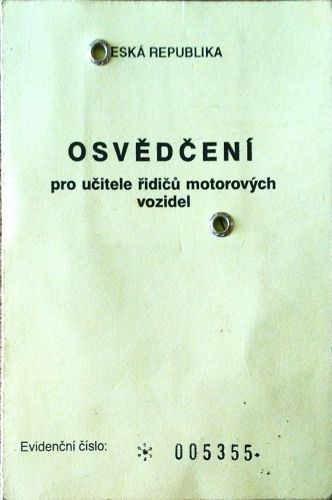 ESKÁ REPUBLIKA
OSVĚDČENÍ
pro učitele řidičů motorových
vozidel
Evidenční číslo: * 005355*